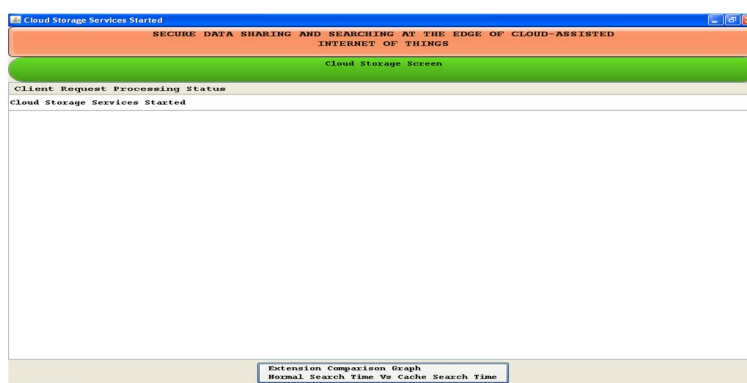 Cloud Storage Services Started
SECURE DATA SHARING AND SEARCHING AT THE EDGE OF CLOUD-ASSISTED
INTERNET OF THINGS
Cloud Storage Screen
Client Request Processing Status
Cloud Storage Services Started
Extension Comparison Graph
Normal Search Time Vs Cache Search Time